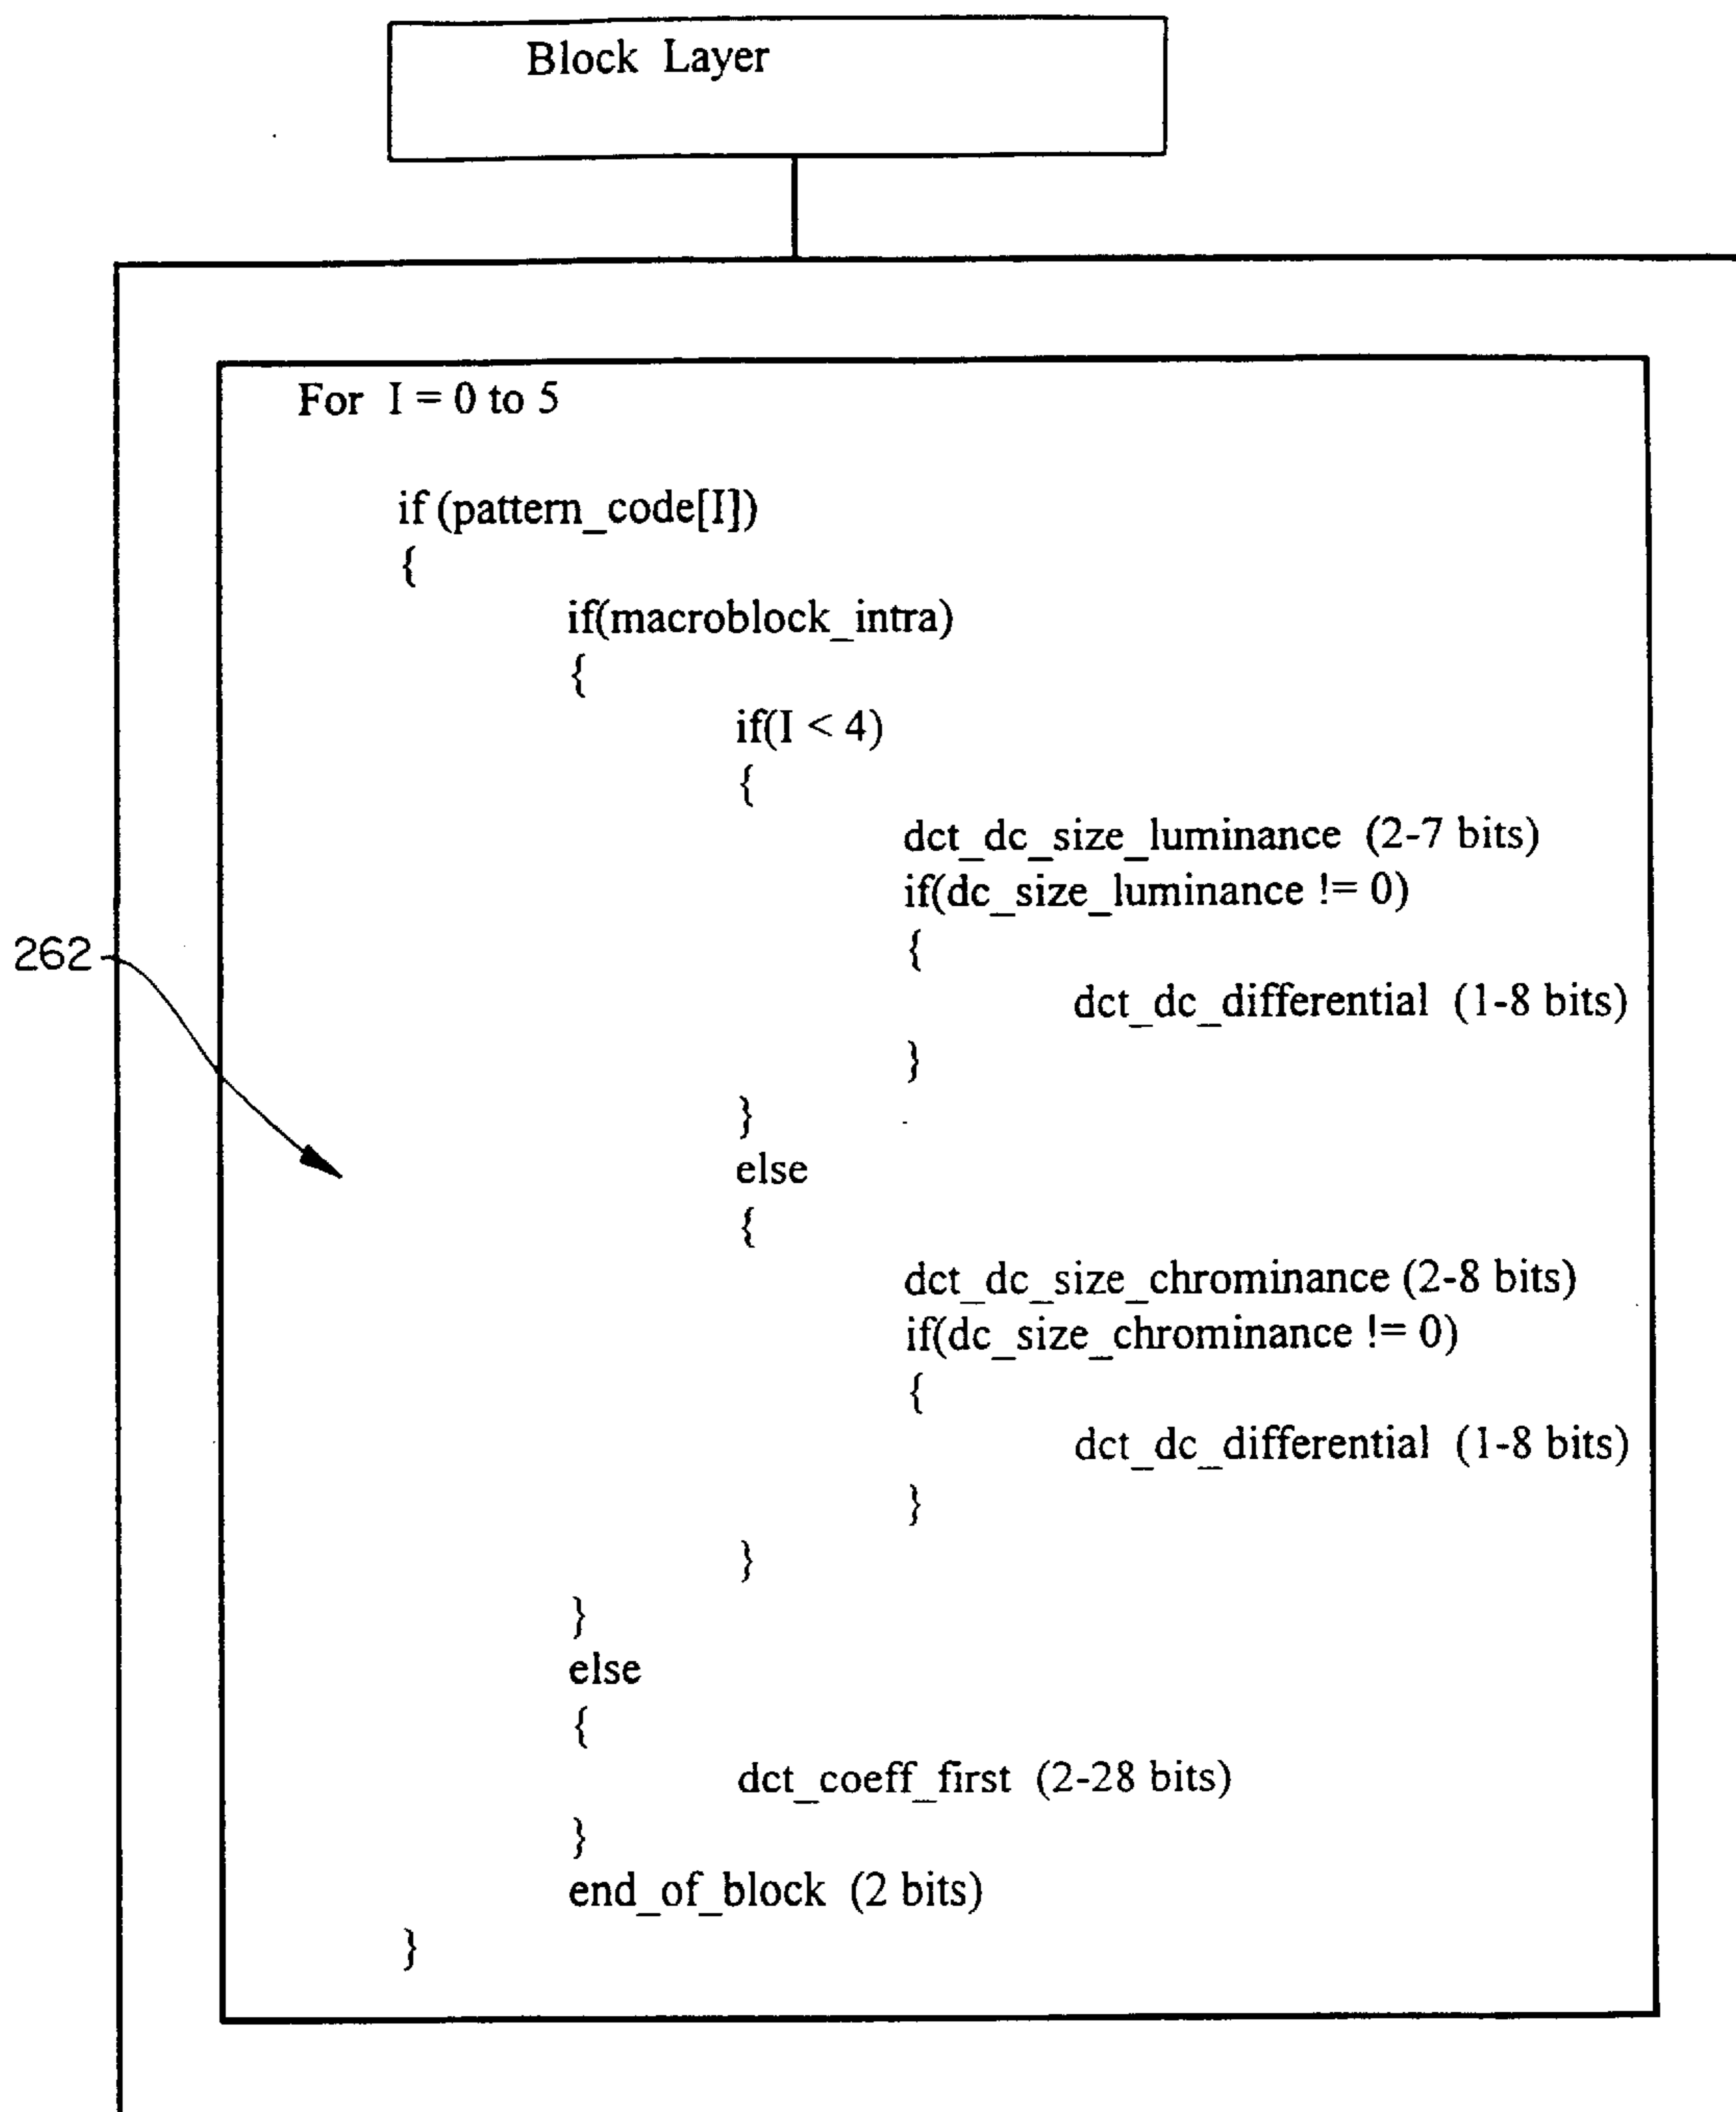 Block Layer
For I = 0 to 5
if (pattern_code[I])
{
if(macroblock_intra)
{
if(I < 4)
{
dct_dc_size_luminance (2-7 bits)
if(dc_size_luminance != 0)
{
dct_dc_differential (1-8 bits)
}
}
else
{
dct_dc_size_chrominance (2-8 bits)
if(dc_size_chrominance != 0)
{
dct_dc_differential (1-8 bits)
}
}
}
else
{
dct_coeff_first (2-28 bits)
}
end_of_block (2 bits)
}
262